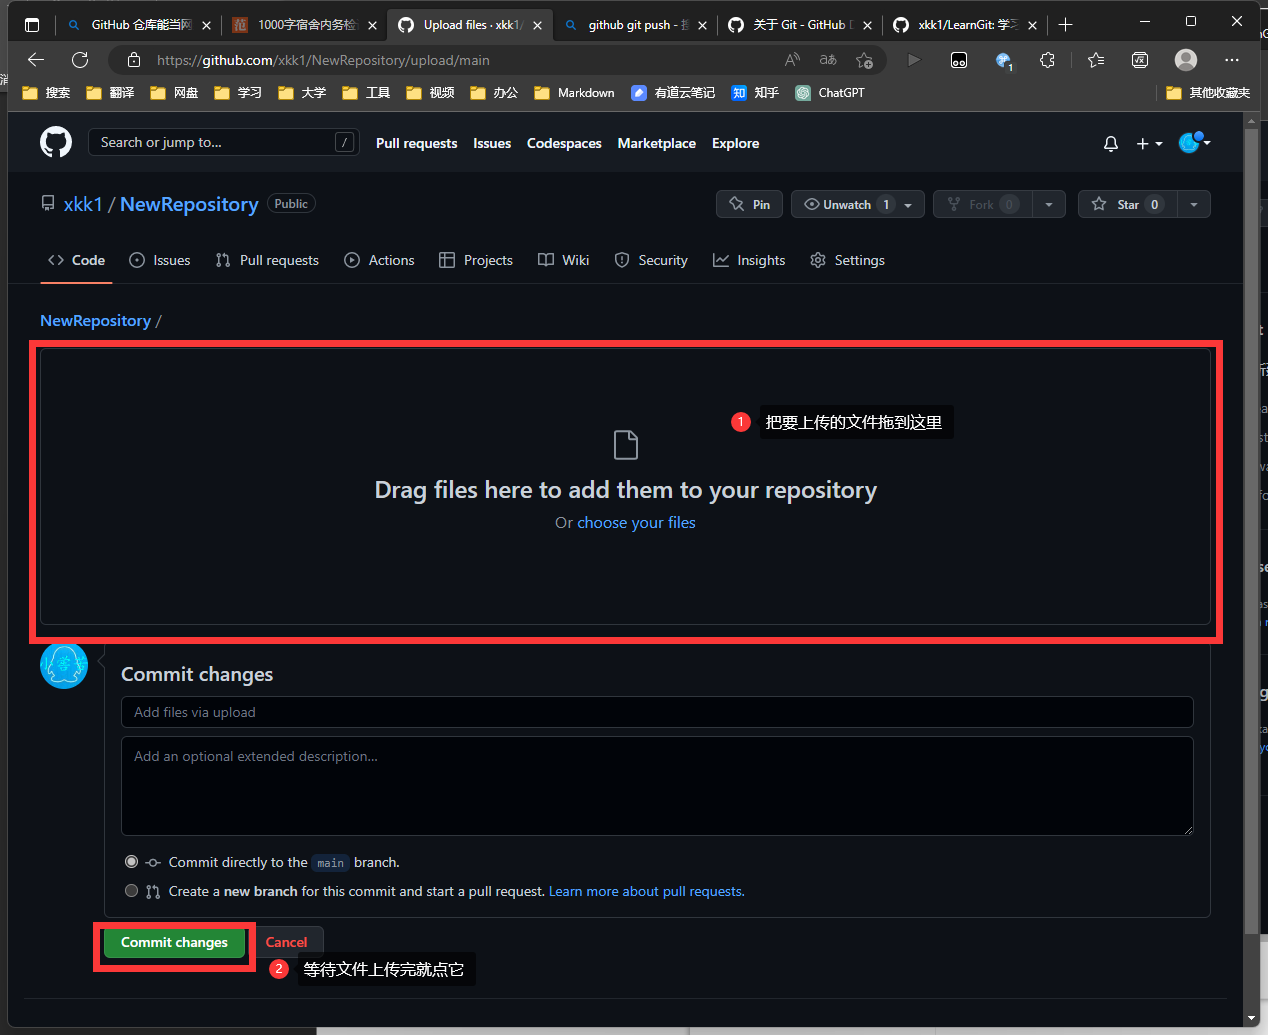 GitHub 仓库能当网
1000字宿舍内务检
Upload files · xkk1/
github git push - 搜
关于 Git - GitHub D
xkk1/LearnGit: 学习
https://github.com/xkk1/NewRepository/upload/main
搜索 翻译 网盘 学习 大学 工具 视频 办公 Markdown 有道云笔记 知 知乎 ChatGPT 其他收藏夹
Search or jump to... / Pull requests Issues Codespaces Marketplace Explore
xkk1 / NewRepository Public Pin Unwatch 1 Fork 0 Star 0
Code Issues Pull requests Actions Projects Wiki Security Insights Settings
NewRepository /
1 把要上传的文件拖到这里
Drag files here to add them to your repository
Or choose your files
Commit changes
Add files via upload
Add an optional extended description...
Commit directly to the main branch.
Create a new branch for this commit and start a pull request. Learn more about pull requests.
Commit changes Cancel
2 等待文件上传完就点它